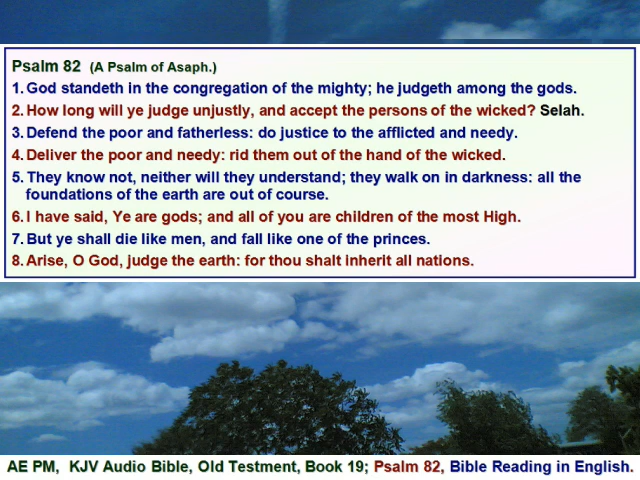 Psalm 82 (A Psalm of Asaph.)
1. God standeth in the congregation of the mighty; he judgeth among the gods.
2. How long will ye judge unjustly, and accept the persons of the wicked? Selah.
3. Defend the poor and fatherless: do justice to the afflicted and needy.
4. Deliver the poor and needy: rid them out of the hand of the wicked.
5. They know not, neither will they understand; they walk on in darkness: all the
foundations of the earth are out of course.
6. I have said, Ye are gods; and all of you are children of the most High.
7. But ye shall die like men, and fall like one of the princes.
8. Arise, O God, judge the earth: for thou shalt inherit all nations.
AE PM, KJV Audio Bible, Old Testment, Book 19; Psalm 82, Bible Reading in English.